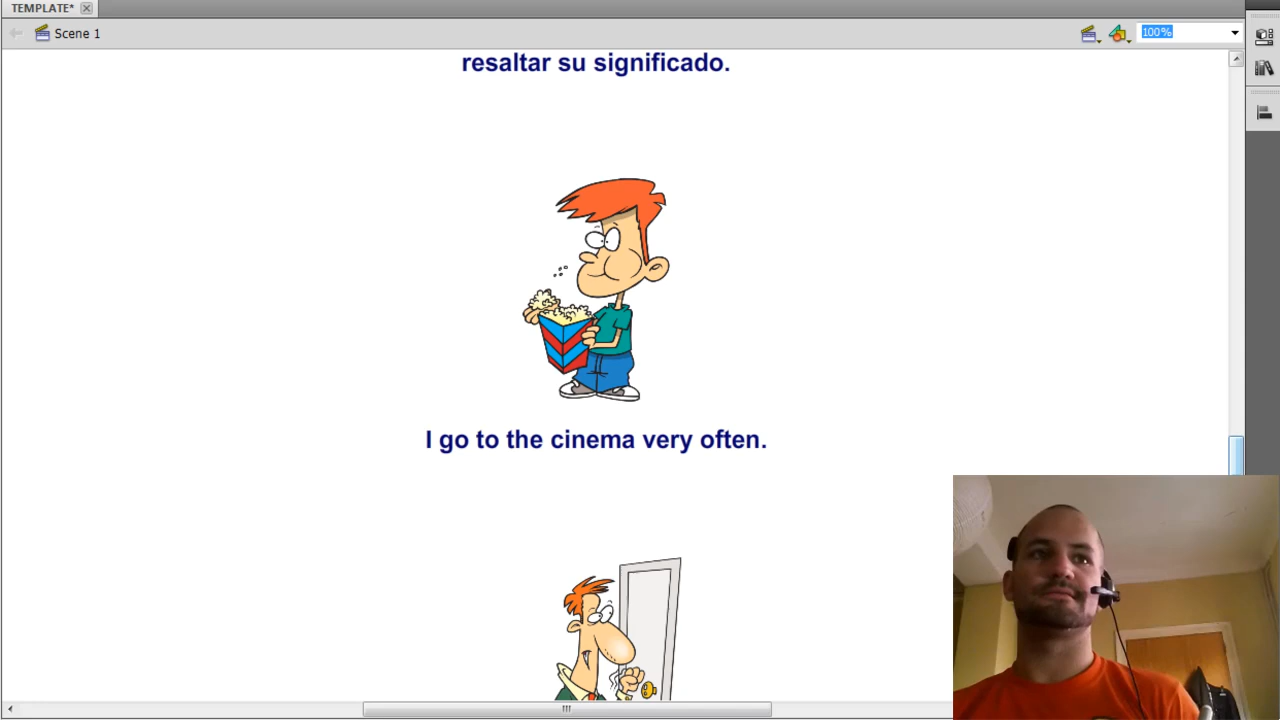 TEMPLATE*
Scene 1
100%
resaltar su significado.
I go to the cinema very often.